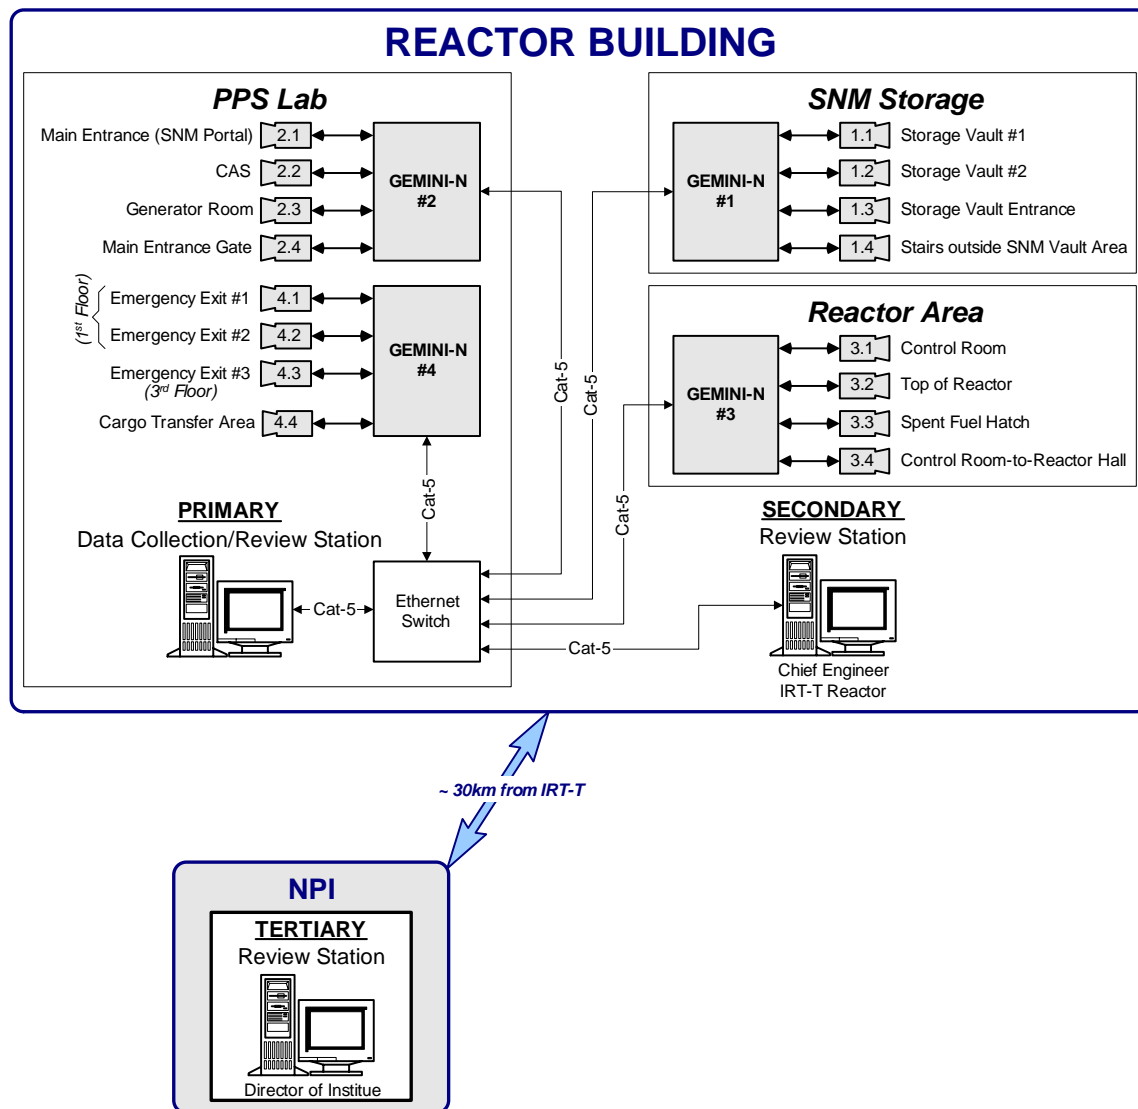 REACTOR BUILDING
PPS Lab
Main Entrance (SNM Portal)
2.1
CAS
2.2
Generator Room
2.3
Main Entrance Gate
2.4
GEMINI-N
#2
(1st Floor)
Emergency Exit #1
4.1
Emergency Exit #2
4.2
Emergency Exit #3
4.3
(3rd Floor)
Cargo Transfer Area
4.4
GEMINI-N
#4
Cat-5
PRIMARY
Data Collection/Review Station
Cat-5
Ethernet
Switch
Cat-5
Cat-5
Cat-5
Cat-5
SNM Storage
GEMINI-N
#1
1.1
Storage Vault #1
1.2
Storage Vault #2
1.3
Storage Vault Entrance
1.4
Stairs outside SNM Vault Area
Reactor Area
GEMINI-N
#3
3.1
Control Room
3.2
Top of Reactor
3.3
Spent Fuel Hatch
3.4
Control Room-to-Reactor Hall
SECONDARY
Review Station
Chief Engineer
IRT-T Reactor
~ 30km from IRT-T
NPI
TERTIARY
Review Station
Director of Institue